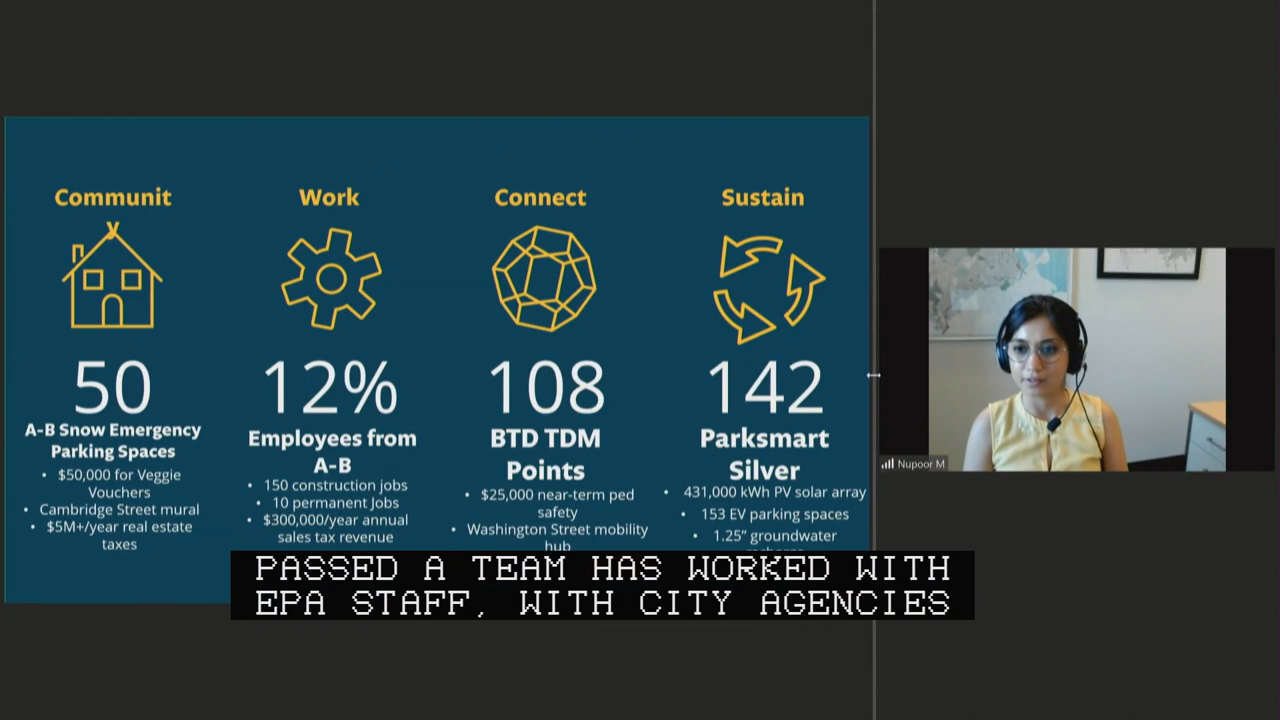 Communit
50
A-B Snow Emergency
Parking Spaces
• $50,000 for Veggie
Vouchers
• Cambridge Street mural
• $5M+/year real estate
taxes
Work
12%
Employees from
A-B
• 150 construction jobs
• 10 permanent Jobs
• $300,000/year annual
sales tax revenue
Connect
108
BTD TDM
Points
• $25,000 near-term ped
safety
• Washington Street mobility
hub
Sustain
142
Parksmart
Silver
• 431,000 kWh PV solar array
• 153 EV parking spaces
• 1.25” groundwater
Nupoor M
PASSED A TEAM HAS WORKED WITH
EPA STAFF, WITH CITY AGENCIES